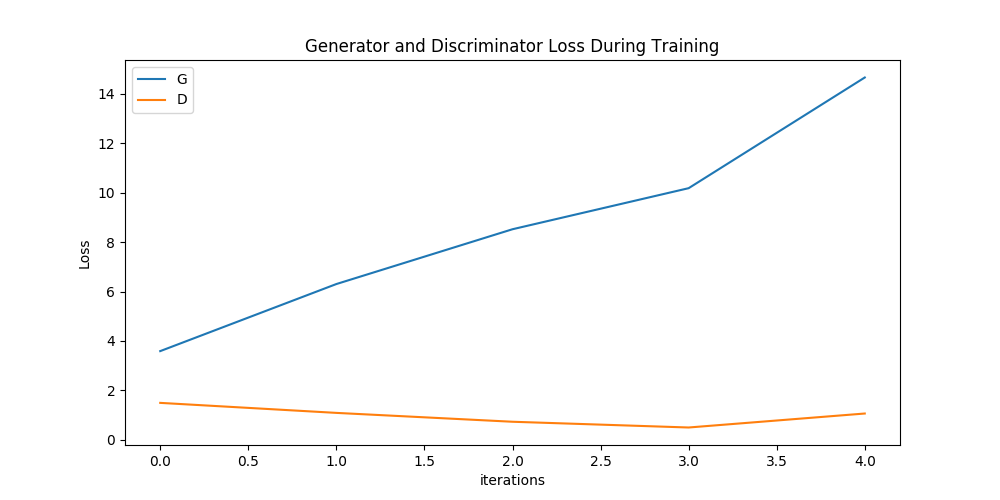 Generator and Discriminator Loss During Training
G
D
14
12
10
8
6
4
2
0
Loss
0.0 0.5 1.0 1.5 2.0 2.5 3.0 3.5 4.0
iterations